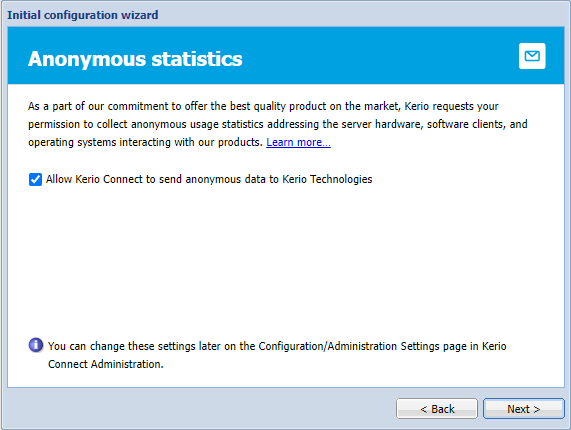 Initial configuration wizard
Anonymous statistics
As a part of our commitment to offer the best quality product on the market, Kerio requests your
permission to collect anonymous usage statistics addressing the server hardware, software clients, and
operating systems interacting with our products. Learn more...
Allow Kerio Connect to send anonymous data to Kerio Technologies
You can change these settings later on the Configuration/Administration Settings page in Kerio
Connect Administration.
< Back
Next >